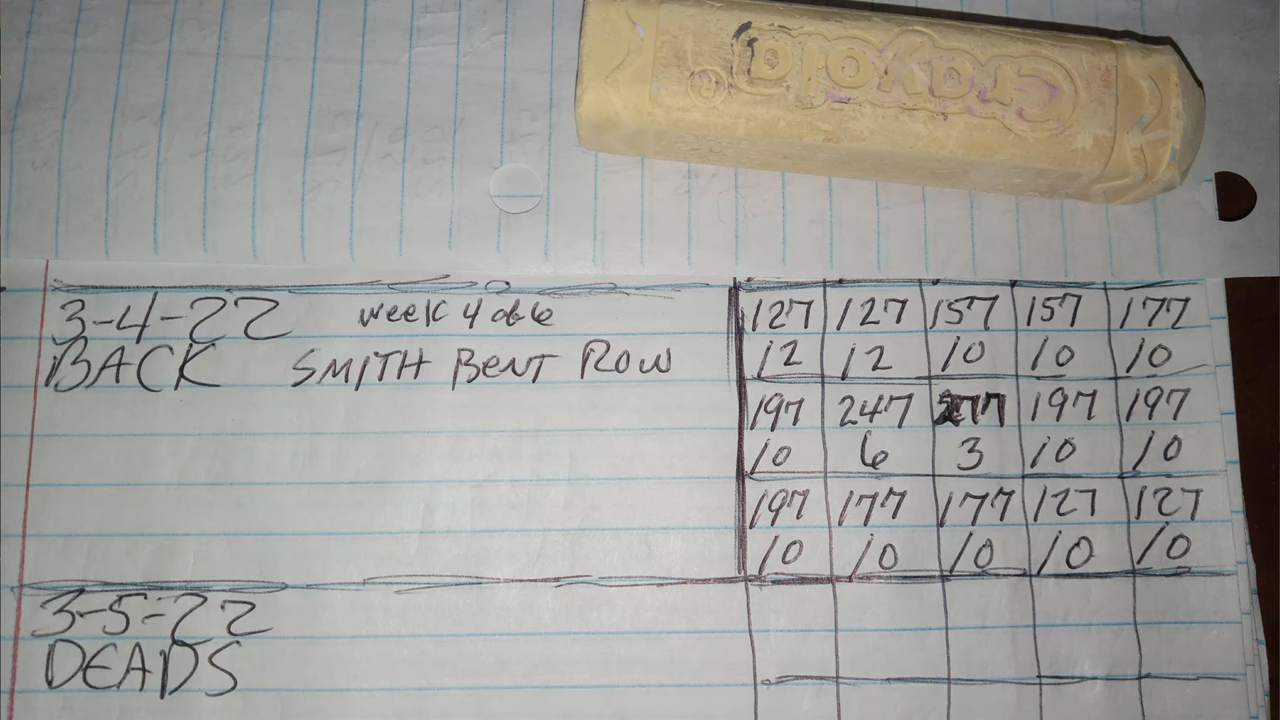 Crayola®
3-4-22 week 4 of 6
BACK SMITH BENT ROW
127 127 157 157 177
12 12 10 10 10
197 247 277 197 197
10 6 3 10 10
197 177 177 127 127
10 10 10 10 10
3-5-22
DEADS